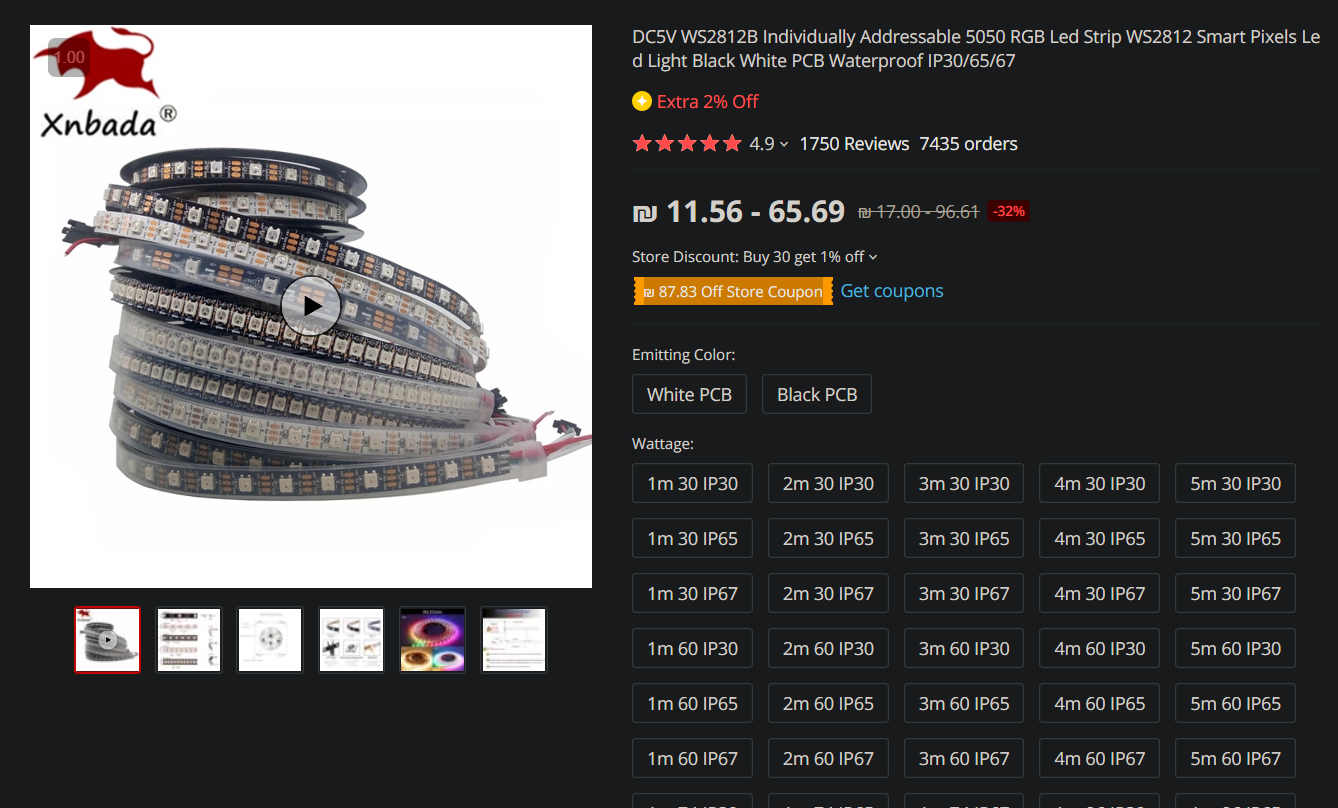 1.00
Xnbada®
DC5V WS2812B Individually Addressable 5050 RGB Led Strip WS2812 Smart Pixels Le
d Light Black White PCB Waterproof IP30/65/67
Extra 2% Off
4.9 1750 Reviews 7435 orders
₪ 11.56 - 65.69 ₪ 17.00 - 96.61 -32%
Store Discount: Buy 30 get 1% off
₪ 87.83 Off Store Coupon Get coupons
Emitting Color:
White PCB Black PCB
Wattage:
1m 30 IP30 2m 30 IP30 3m 30 IP30 4m 30 IP30 5m 30 IP30
1m 30 IP65 2m 30 IP65 3m 30 IP65 4m 30 IP65 5m 30 IP65
1m 30 IP67 2m 30 IP67 3m 30 IP67 4m 30 IP67 5m 30 IP67
1m 60 IP30 2m 60 IP30 3m 60 IP30 4m 60 IP30 5m 60 IP30
1m 60 IP65 2m 60 IP65 3m 60 IP65 4m 60 IP65 5m 60 IP65
1m 60 IP67 2m 60 IP67 3m 60 IP67 4m 60 IP67 5m 60 IP67